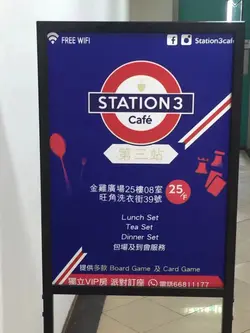 FREE WIFI
Station3café
STATION 3
Café
第三站
金雞廣場25樓08室
旺角洗衣街39號
25/F
Lunch Set
Tea Set
Dinner Set
包場及到會服務
提供多款 Board Game 及 Card Game
獨立VIP房 派對訂座 電話66811177